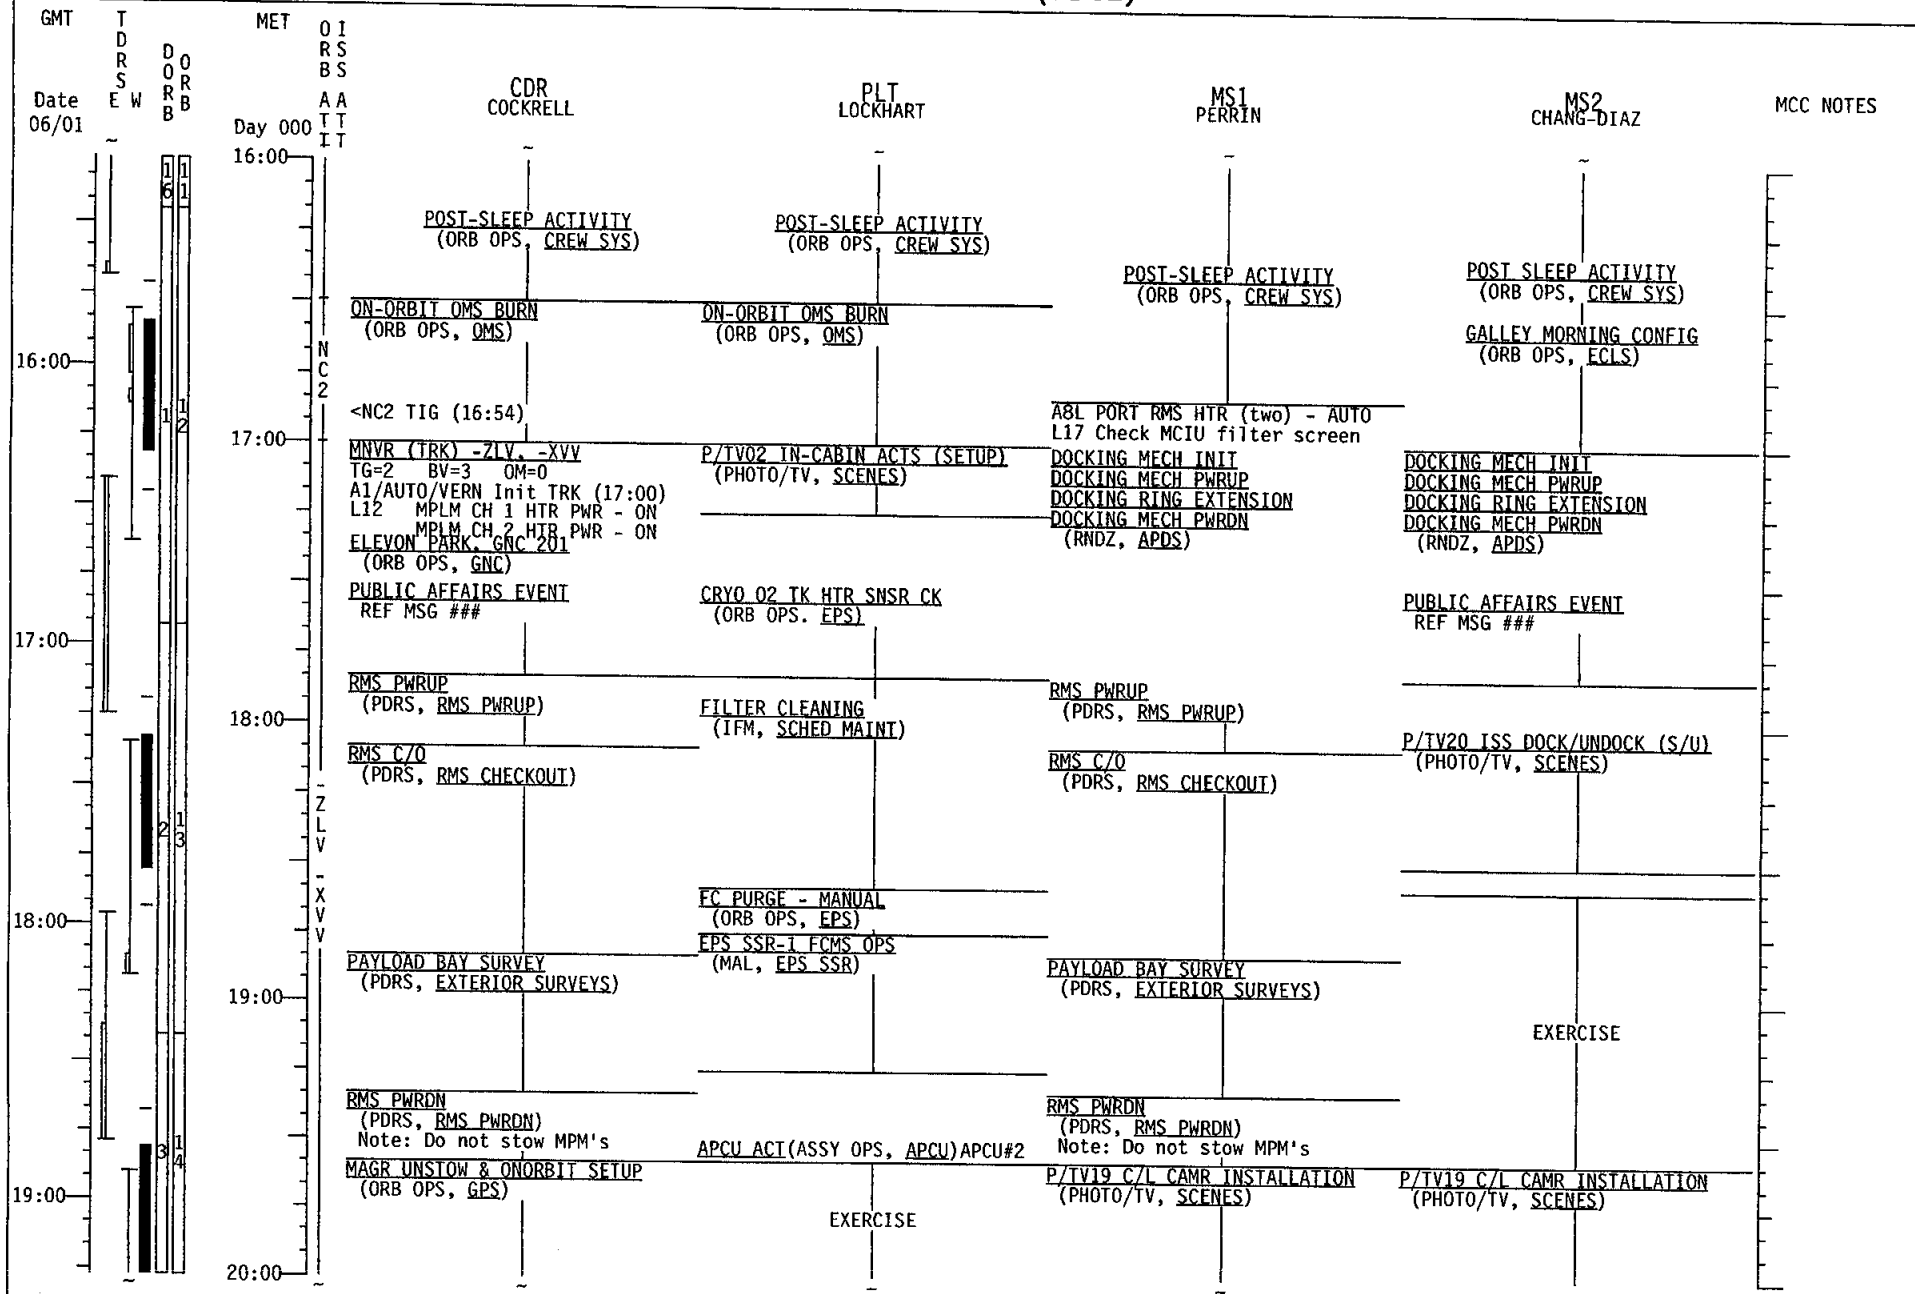 GMT
TDRS
E W
DORB
ORB
MET
ORB ATT
ISS ATT
Date
06/01
Day 000
CDR
COCKRELL
PLT
LOCKHART
MS1
PERRIN
MS2
CHANG-DIAZ
MCC NOTES
16:00
17:00
18:00
19:00
16
1
2
3
11
12
13
14
16:00
17:00
18:00
19:00
20:00
NC2
-ZLV -XVV
POST-SLEEP ACTIVITY
(ORB OPS, CREW SYS)
ON-ORBIT OMS BURN
(ORB OPS, OMS)
<NC2 TIG (16:54)
MNVR (TRK) -ZLV, -XVV
TG=2 BV=3 OM=0
A1/AUTO/VERN Init TRK (17:00)
L12 MPLM CH 1 HTR PWR - ON
MPLM CH 2 HTR PWR - ON
ELEVON PARK, GNC 201
(ORB OPS, GNC)
PUBLIC AFFAIRS EVENT
REF MSG ###
RMS PWRUP
(PDRS, RMS PWRUP)
RMS C/O
(PDRS, RMS CHECKOUT)
PAYLOAD BAY SURVEY
(PDRS, EXTERIOR SURVEYS)
RMS PWRDN
(PDRS, RMS PWRDN)
Note: Do not stow MPM's
MAGR UNSTOW & ONORBIT SETUP
(ORB OPS, GPS)
POST-SLEEP ACTIVITY
(ORB OPS, CREW SYS)
ON-ORBIT OMS BURN
(ORB OPS, OMS)
P/TV02 IN-CABIN ACTS (SETUP)
(PHOTO/TV, SCENES)
CRYO O2 TK HTR SNSR CK
(ORB OPS. EPS)
FILTER CLEANING
(IFM, SCHED MAINT)
FC PURGE - MANUAL
(ORB OPS, EPS)
EPS SSR-1 FCMS OPS
(MAL, EPS SSR)
APCU ACT(ASSY OPS, APCU)APCU#2
EXERCISE
POST-SLEEP ACTIVITY
(ORB OPS, CREW SYS)
A8L PORT RMS HTR (two) - AUTO
L17 Check MCIU filter screen
DOCKING MECH INIT
DOCKING MECH PWRUP
DOCKING RING EXTENSION
DOCKING MECH PWRDN
(RNDZ, APDS)
RMS PWRUP
(PDRS, RMS PWRUP)
RMS C/O
(PDRS, RMS CHECKOUT)
PAYLOAD BAY SURVEY
(PDRS, EXTERIOR SURVEYS)
RMS PWRDN
(PDRS, RMS PWRDN)
Note: Do not stow MPM's
P/TV19 C/L CAMR INSTALLATION
(PHOTO/TV, SCENES)
POST SLEEP ACTIVITY
(ORB OPS, CREW SYS)
GALLEY MORNING CONFIG
(ORB OPS, ECLS)
DOCKING MECH INIT
DOCKING MECH PWRUP
DOCKING RING EXTENSION
DOCKING MECH PWRDN
(RNDZ, APDS)
PUBLIC AFFAIRS EVENT
REF MSG ###
P/TV20 ISS DOCK/UNDOCK (S/U)
(PHOTO/TV, SCENES)
EXERCISE
P/TV19 C/L CAMR INSTALLATION
(PHOTO/TV, SCENES)